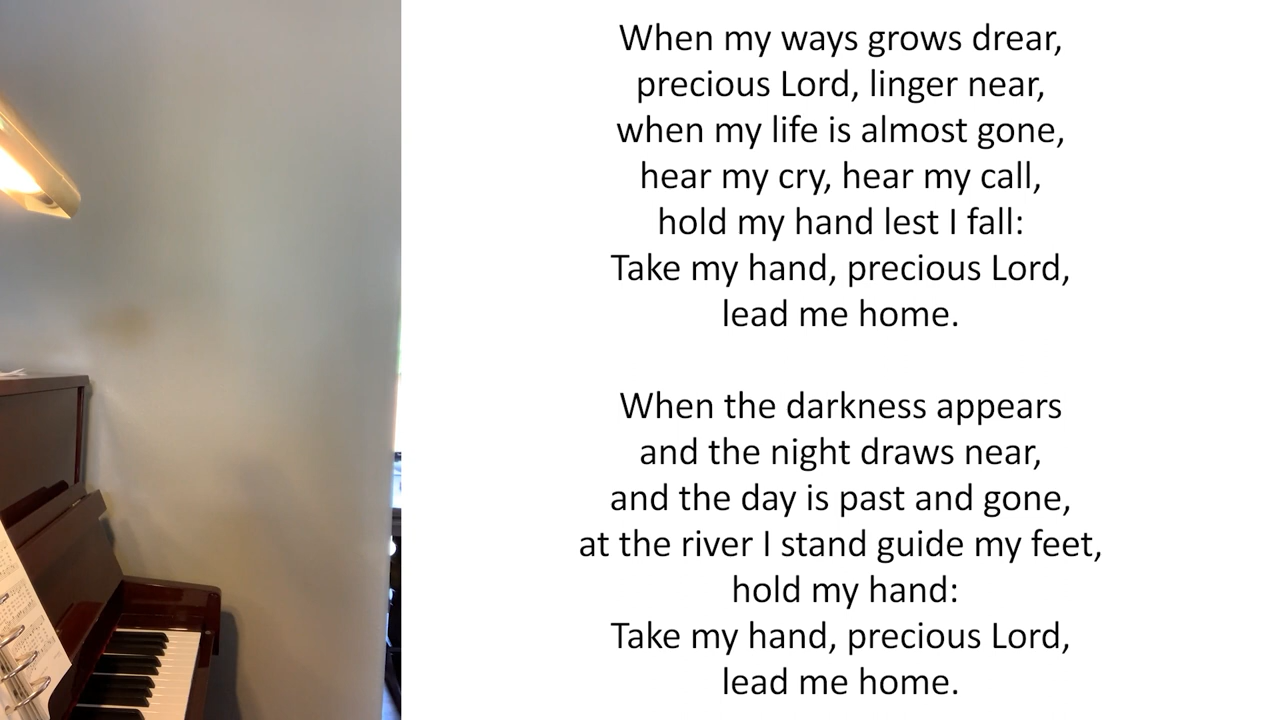 When my ways grows drear,
precious Lord, linger near,
when my life is almost gone,
hear my cry, hear my call,
hold my hand lest I fall:
Take my hand, precious Lord,
lead me home.
When the darkness appears
and the night draws near,
and the day is past and gone,
at the river I stand guide my feet,
hold my hand:
Take my hand, precious Lord,
lead me home.